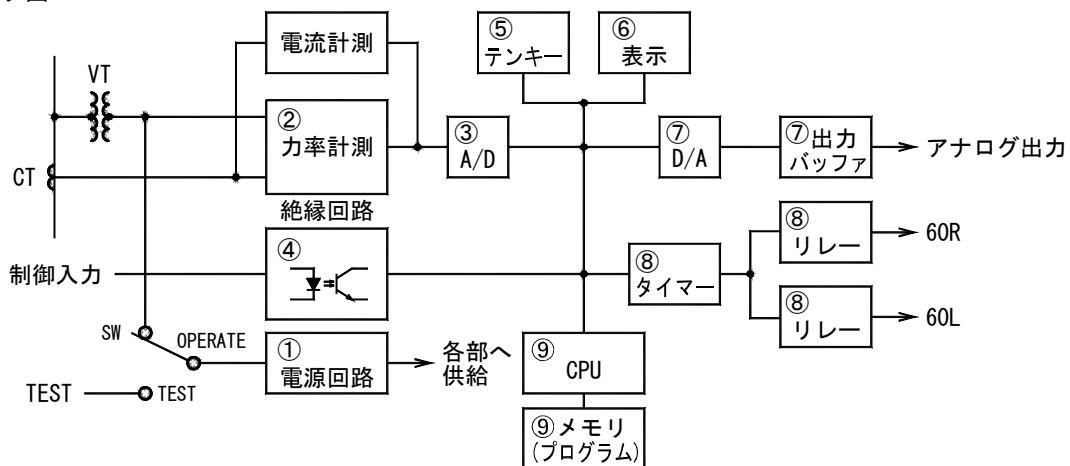 電流計測
⑤
テンキー
⑥
表示
VT
②
力率計測
③
A/D
⑦
D/A
⑦出力
バッファ
アナログ出力
CT
絶縁回路
④
制御入力
⑧
タイマー
⑧
リレー
60R
⑧
リレー
60L
SW
OPERATE
①
電源回路
各部へ
供給
⑨
CPU
TEST
TEST
⑨メモリ
(プログラム)